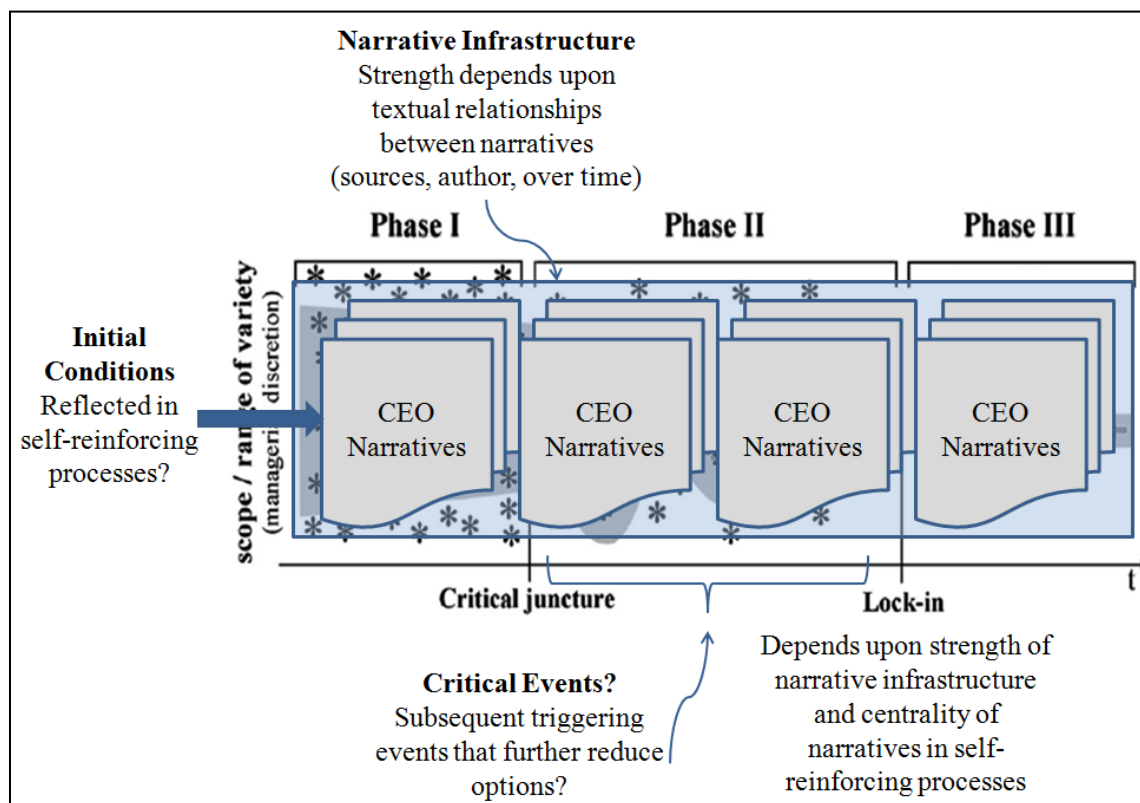 Narrative Infrastructure
Strength depends upon
textual relationships
between narratives
(sources, author, over time)
Phase I
Phase II
Phase III
scope / range of variety
(managerial discretion)
Initial
Conditions
Reflected in
self-reinforcing
processes?
CEO
Narratives
CEO
Narratives
CEO
Narratives
CEO
Narratives
t
Critical juncture
Lock-in
Critical Events?
Subsequent triggering
events that further reduce
options?
Depends upon strength of
narrative infrastructure
and centrality of
narratives in self-
reinforcing processes